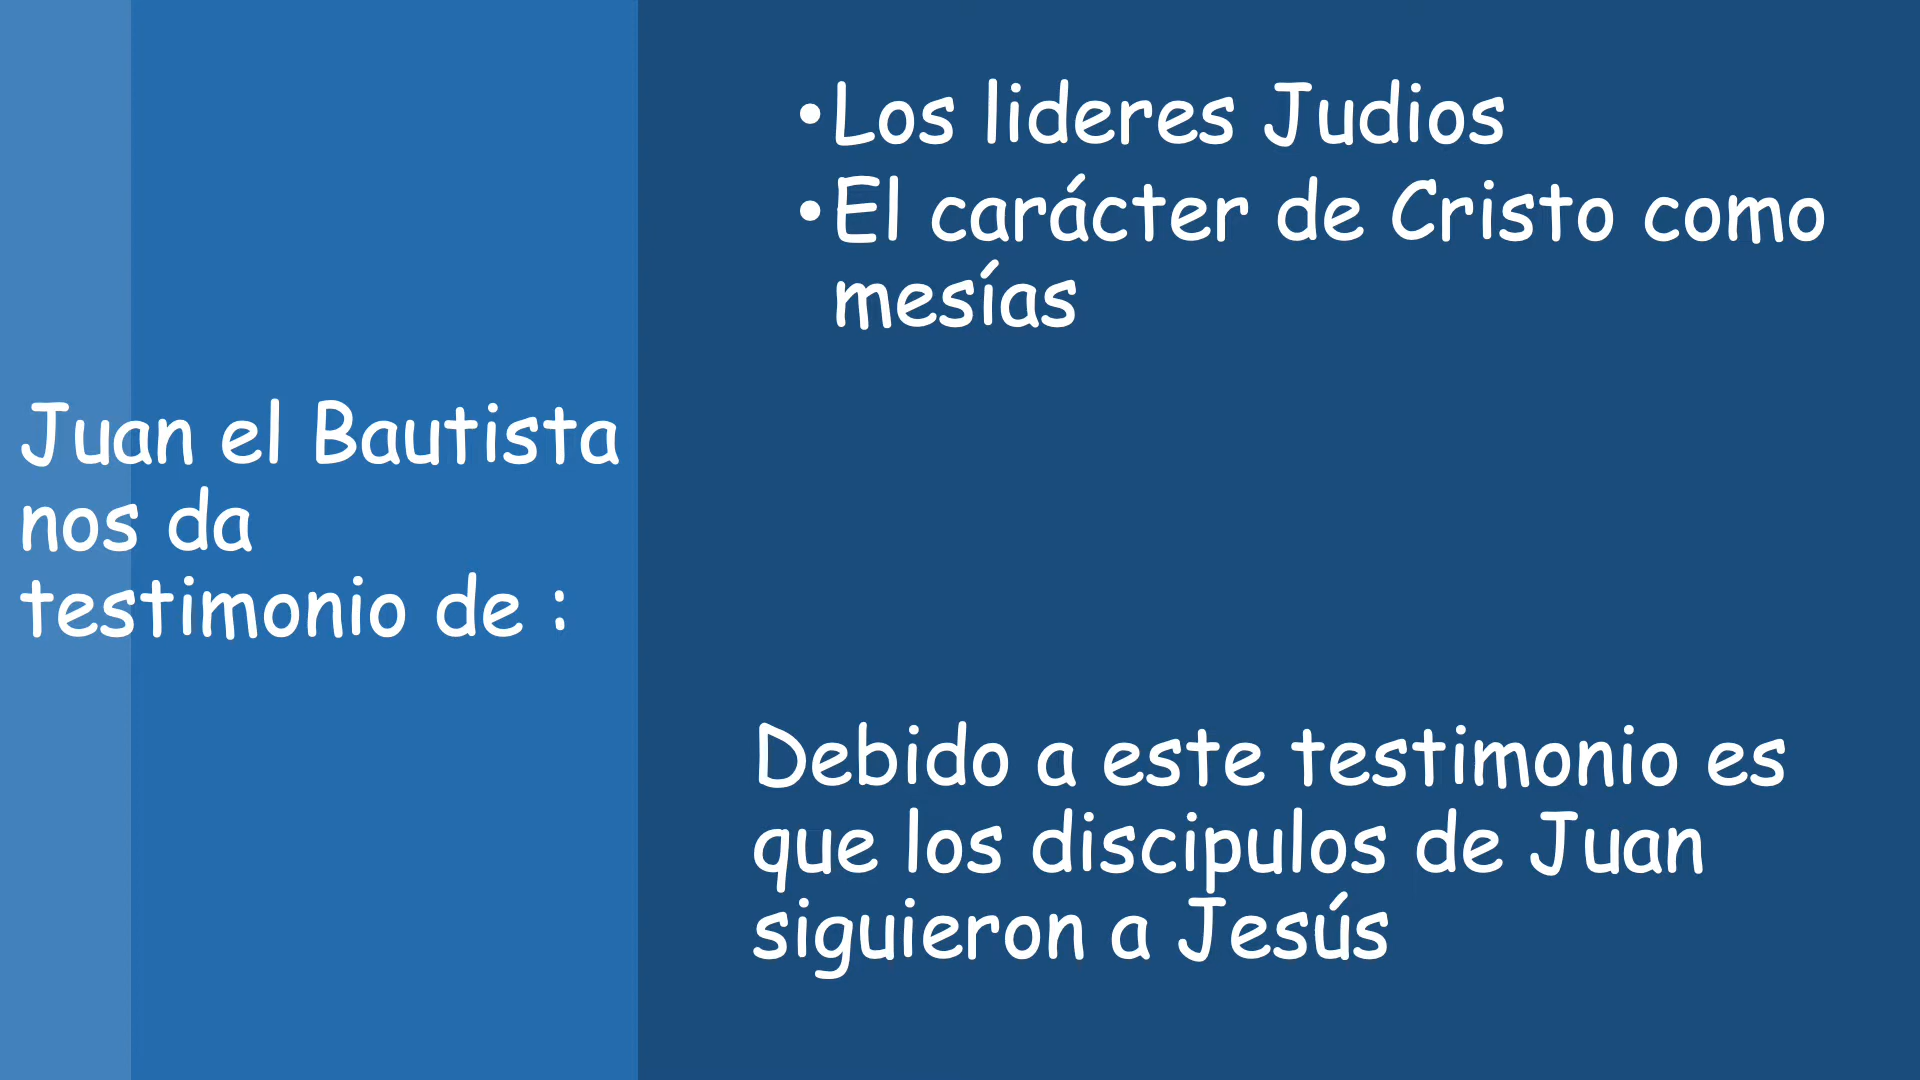 Juan el Bautista
nos da
testimonio de :
•Los lideres Judios
•El carácter de Cristo como
mesías
Debido a este testimonio es
que los discipulos de Juan
siguieron a Jesús